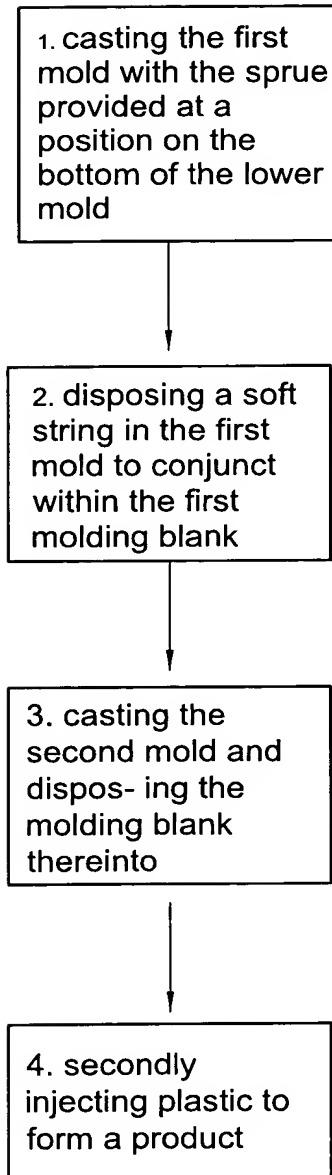 1. casting the first
mold with the sprue
provided at a
position on the
bottom of the lower
mold
2. disposing a soft
string in the first
mold to conjunct
within the first
molding blank
3. casting the
second mold and
dispos- ing the
molding blank
thereinto
4. secondly
injecting plastic to
form a product